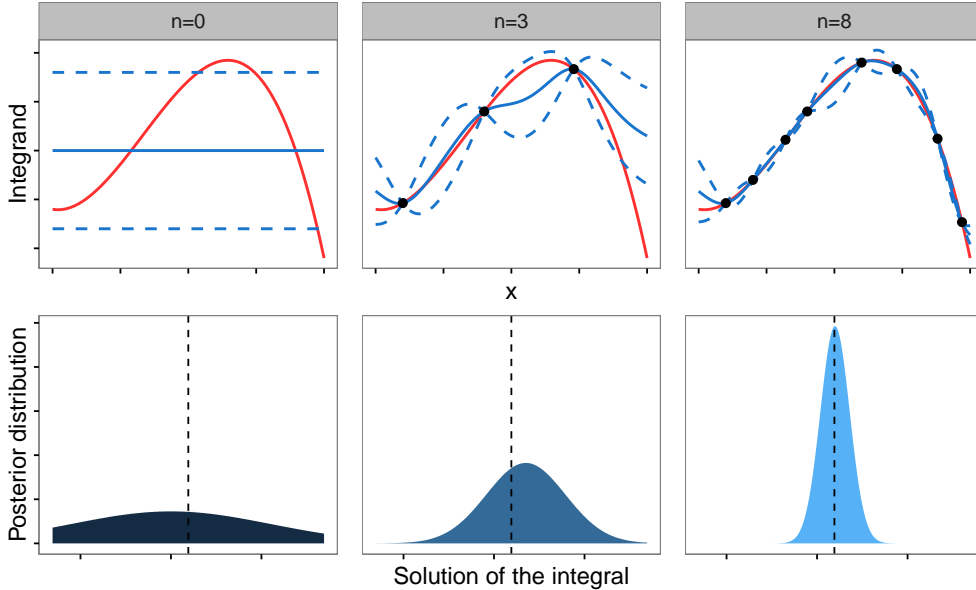 n=0
n=3
n=8
Integrand
x
Posterior distribution
Solution of the integral